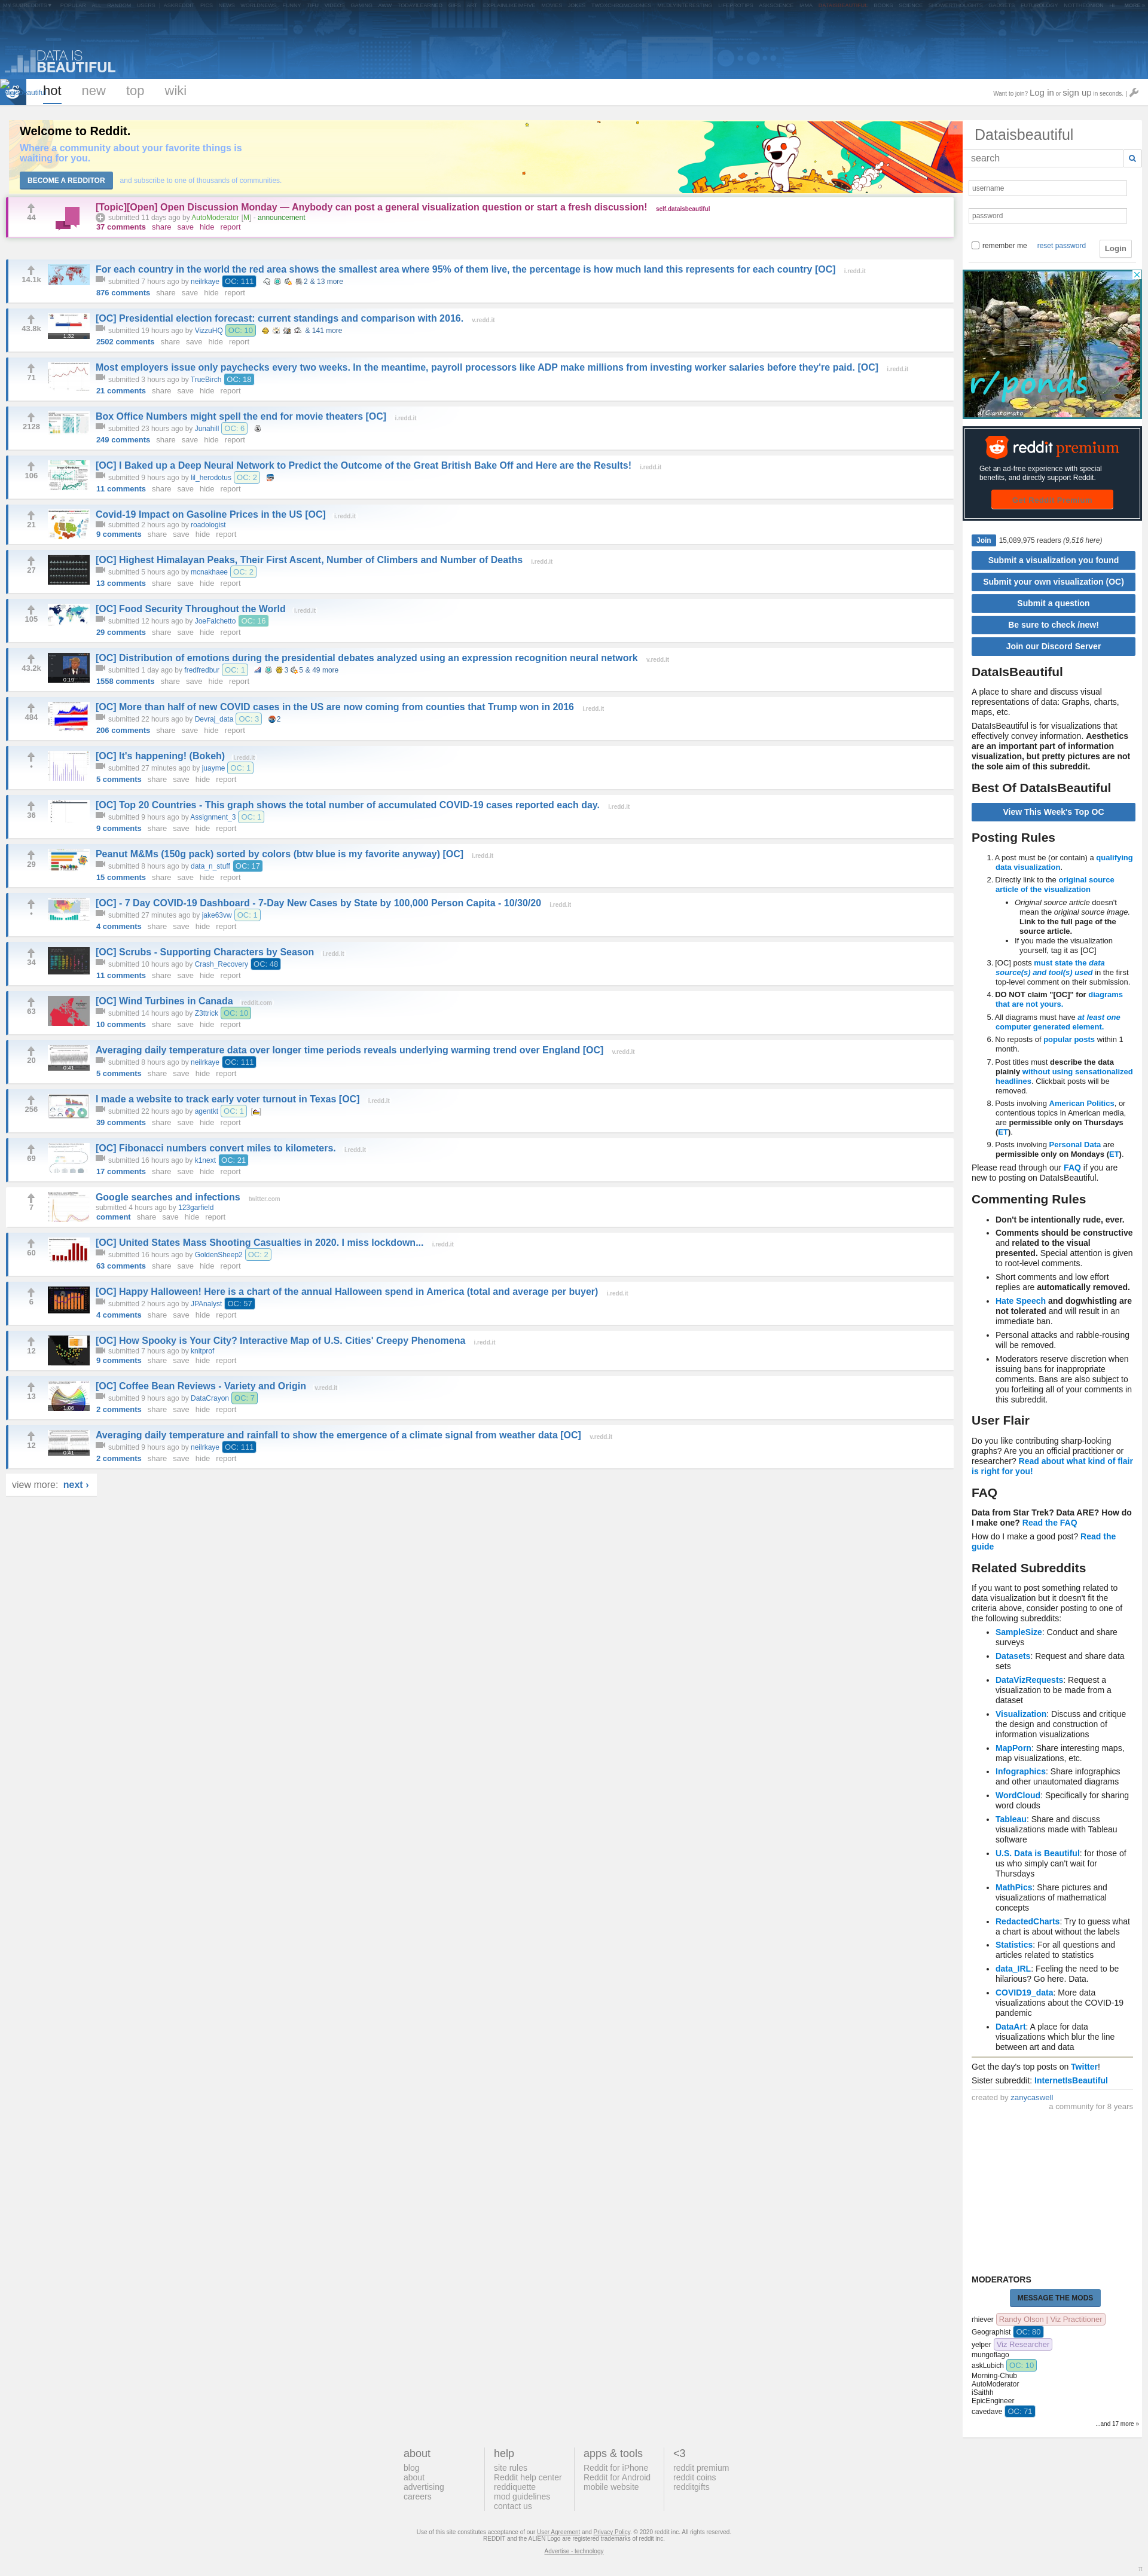 DATA IS
BEAUTIFUL
hot new top wiki
Want to join? Log in or sign up in seconds. |
Welcome to Reddit.
Where a community about your favorite things is
waiting for you.
BECOME A REDDITOR and subscribe to one of thousands of communities.
44
[Topic][Open] Open Discussion Monday — Anybody can post a general visualization question or start a fresh discussion! self.dataisbeautiful
submitted 11 days ago by AutoModerator [M] - announcement
37 comments share save hide report
14.1k
For each country in the world the red area shows the smallest area where 95% of them live, the percentage is how much land this represents for each country [OC] i.redd.it
submitted 7 hours ago by neilrkaye OC: 111 2 & 13 more
876 comments share save hide report
43.8k
1:32
[OC] Presidential election forecast: current standings and comparison with 2016. v.redd.it
submitted 19 hours ago by VizzuHQ OC: 10 & 141 more
2502 comments share save hide report
71
Most employers issue only paychecks every two weeks. In the meantime, payroll processors like ADP make millions from investing worker salaries before they're paid. [OC] i.redd.it
submitted 3 hours ago by TrueBirch OC: 18
21 comments share save hide report
2128
Box Office Numbers might spell the end for movie theaters [OC] i.redd.it
submitted 23 hours ago by Junahill OC: 6
249 comments share save hide report
106
[OC] I Baked up a Deep Neural Network to Predict the Outcome of the Great British Bake Off and Here are the Results! i.redd.it
submitted 9 hours ago by lil_herodotus OC: 2
11 comments share save hide report
21
Covid-19 Impact on Gasoline Prices in the US [OC] i.redd.it
submitted 2 hours ago by roadologist
9 comments share save hide report
27
[OC] Highest Himalayan Peaks, Their First Ascent, Number of Climbers and Number of Deaths i.redd.it
submitted 5 hours ago by mcnakhaee OC: 2
13 comments share save hide report
105
[OC] Food Security Throughout the World i.redd.it
submitted 12 hours ago by JoeFalchetto OC: 16
29 comments share save hide report
43.2k
0:19
[OC] Distribution of emotions during the presidential debates analyzed using an expression recognition neural network v.redd.it
submitted 1 day ago by fredfredbur OC: 1 3 5 & 49 more
1558 comments share save hide report
484
[OC] More than half of new COVID cases in the US are now coming from counties that Trump won in 2016 i.redd.it
submitted 22 hours ago by Devraj_data OC: 3 2
206 comments share save hide report
•
[OC] It's happening! (Bokeh) i.redd.it
submitted 27 minutes ago by juayme OC: 1
5 comments share save hide report
36
[OC] Top 20 Countries - This graph shows the total number of accumulated COVID-19 cases reported each day. i.redd.it
submitted 9 hours ago by Assignment_3 OC: 1
9 comments share save hide report
29
Peanut M&Ms (150g pack) sorted by colors (btw blue is my favorite anyway) [OC] i.redd.it
submitted 8 hours ago by data_n_stuff OC: 17
15 comments share save hide report
•
[OC] - 7 Day COVID-19 Dashboard - 7-Day New Cases by State by 100,000 Person Capita - 10/30/20 i.redd.it
submitted 27 minutes ago by jake63vw OC: 1
4 comments share save hide report
34
[OC] Scrubs - Supporting Characters by Season i.redd.it
submitted 10 hours ago by Crash_Recovery OC: 48
11 comments share save hide report
63
[OC] Wind Turbines in Canada reddit.com
submitted 14 hours ago by Z3ttrick OC: 10
10 comments share save hide report
20
0:41
Averaging daily temperature data over longer time periods reveals underlying warming trend over England [OC] v.redd.it
submitted 8 hours ago by neilrkaye OC: 111
5 comments share save hide report
256
I made a website to track early voter turnout in Texas [OC] i.redd.it
submitted 22 hours ago by agentkt OC: 1
39 comments share save hide report
69
[OC] Fibonacci numbers convert miles to kilometers. i.redd.it
submitted 16 hours ago by k1next OC: 21
17 comments share save hide report
7
Google searches and infections twitter.com
submitted 4 hours ago by 123garfield
comment share save hide report
60
[OC] United States Mass Shooting Casualties in 2020. I miss lockdown... i.redd.it
submitted 16 hours ago by GoldenSheep2 OC: 2
63 comments share save hide report
6
[OC] Happy Halloween! Here is a chart of the annual Halloween spend in America (total and average per buyer) i.redd.it
submitted 2 hours ago by JPAnalyst OC: 57
4 comments share save hide report
12
[OC] How Spooky is Your City? Interactive Map of U.S. Cities' Creepy Phenomena i.redd.it
submitted 7 hours ago by knitprof
9 comments share save hide report
13
1:06
[OC] Coffee Bean Reviews - Variety and Origin v.redd.it
submitted 9 hours ago by DataCrayon OC: 7
2 comments share save hide report
12
0:41
Averaging daily temperature and rainfall to show the emergence of a climate signal from weather data [OC] v.redd.it
submitted 9 hours ago by neilrkaye OC: 111
2 comments share save hide report
view more: next ›
Dataisbeautiful
search
username
password
remember me reset password Login
r/ponds
u/Cantomato
reddit premium
Get an ad-free experience with special
benefits, and directly support Reddit.
Join 15,089,975 readers (9,516 here)
Submit a visualization you found
Submit your own visualization (OC)
Submit a question
Be sure to check /new!
Join our Discord Server
DataIsBeautiful
A place to share and discuss visual
representations of data: Graphs, charts,
maps, etc.
DataIsBeautiful is for visualizations that
effectively convey information. Aesthetics
are an important part of information
visualization, but pretty pictures are not
the sole aim of this subreddit.
Best Of DataIsBeautiful
View This Week's Top OC
Posting Rules
1. A post must be (or contain) a qualifying
data visualization.
2. Directly link to the original source
article of the visualization
• Original source article doesn't
mean the original source image.
Link to the full page of the
source article.
• If you made the visualization
yourself, tag it as [OC]
3. [OC] posts must state the data
source(s) and tool(s) used in the first
top-level comment on their submission.
4. DO NOT claim "[OC]" for diagrams
that are not yours.
5. All diagrams must have at least one
computer generated element.
6. No reposts of popular posts within 1
month.
7. Post titles must describe the data
plainly without using sensationalized
headlines. Clickbait posts will be
removed.
8. Posts involving American Politics, or
contentious topics in American media,
are permissible only on Thursdays
(ET).
9. Posts involving Personal Data are
permissible only on Mondays (ET).
Please read through our FAQ if you are
new to posting on DataIsBeautiful.
Commenting Rules
• Don't be intentionally rude, ever.
• Comments should be constructive
and related to the visual
presented. Special attention is given
to root-level comments.
• Short comments and low effort
replies are automatically removed.
• Hate Speech and dogwhistling are
not tolerated and will result in an
immediate ban.
• Personal attacks and rabble-rousing
will be removed.
• Moderators reserve discretion when
issuing bans for inappropriate
comments. Bans are also subject to
you forfeiting all of your comments in
this subreddit.
User Flair
Do you like contributing sharp-looking
graphs? Are you an official practitioner or
researcher? Read about what kind of flair
is right for you!
FAQ
Data from Star Trek? Data ARE? How do
I make one? Read the FAQ
How do I make a good post? Read the
guide
Related Subreddits
If you want to post something related to
data visualization but it doesn't fit the
criteria above, consider posting to one of
the following subreddits:
• SampleSize: Conduct and share
surveys
• Datasets: Request and share data
sets
• DataVizRequests: Request a
visualization to be made from a
dataset
• Visualization: Discuss and critique
the design and construction of
information visualizations
• MapPorn: Share interesting maps,
map visualizations, etc.
• Infographics: Share infographics
and other unautomated diagrams
• WordCloud: Specifically for sharing
word clouds
• Tableau: Share and discuss
visualizations made with Tableau
software
• U.S. Data is Beautiful: for those of
us who simply can't wait for
Thursdays
• MathPics: Share pictures and
visualizations of mathematical
concepts
• RedactedCharts: Try to guess what
a chart is about without the labels
• Statistics: For all questions and
articles related to statistics
• data_IRL: Feeling the need to be
hilarious? Go here. Data.
• COVID19_data: More data
visualizations about the COVID-19
pandemic
• DataArt: A place for data
visualizations which blur the line
between art and data
Get the day's top posts on Twitter!
Sister subreddit: InternetIsBeautiful
created by zanycaswell
a community for 8 years
MODERATORS
MESSAGE THE MODS
rhiever Randy Olson | Viz Practitioner
Geographist OC: 80
yelper Viz Researcher
mungoflago
askLubich OC: 10
Morning-Chub
AutoModerator
iSaithh
EpicEngineer
cavedave OC: 71
...and 17 more »
about
blog
about
advertising
careers
help
site rules
Reddit help center
reddiquette
mod guidelines
contact us
apps & tools
Reddit for iPhone
Reddit for Android
mobile website
<3
reddit premium
reddit coins
redditgifts
Use of this site constitutes acceptance of our User Agreement and Privacy Policy. © 2020 reddit inc. All rights reserved.
REDDIT and the ALIEN Logo are registered trademarks of reddit inc.
Advertise - technology
π